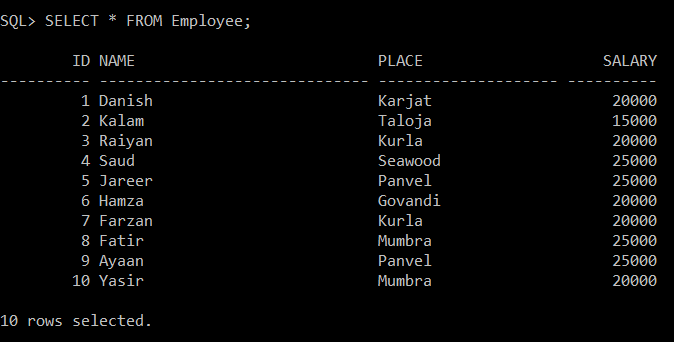 SQL> SELECT * FROM Employee;
        ID NAME                           PLACE                    SALARY
---------- ------------------------------ -------------------- ----------
         1 Danish                         Karjat                    20000
         2 Kalam                          Taloja                    15000
         3 Raiyan                         Kurla                     20000
         4 Saud                           Seawood                   25000
         5 Jareer                         Panvel                    25000
         6 Hamza                          Govandi                   20000
         7 Farzan                         Kurla                     20000
         8 Fatir                          Mumbra                    25000
         9 Ayaan                          Panvel                    25000
        10 Yasir                          Mumbra                    20000
10 rows selected.